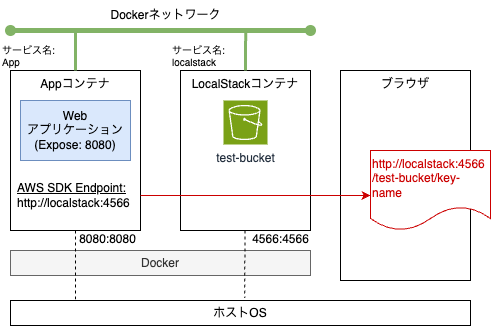 Dockerネットワーク
サービス名:
App
サービス名:
localstack
Appコンテナ
LocalStackコンテナ
ブラウザ
Web
アプリケーション
(Expose: 8080)
test-bucket
http://localstack:4566
/test-bucket/key-
name
AWS SDK Endpoint:
http://localstack:4566
8080:8080
4566:4566
Docker
ホストOS